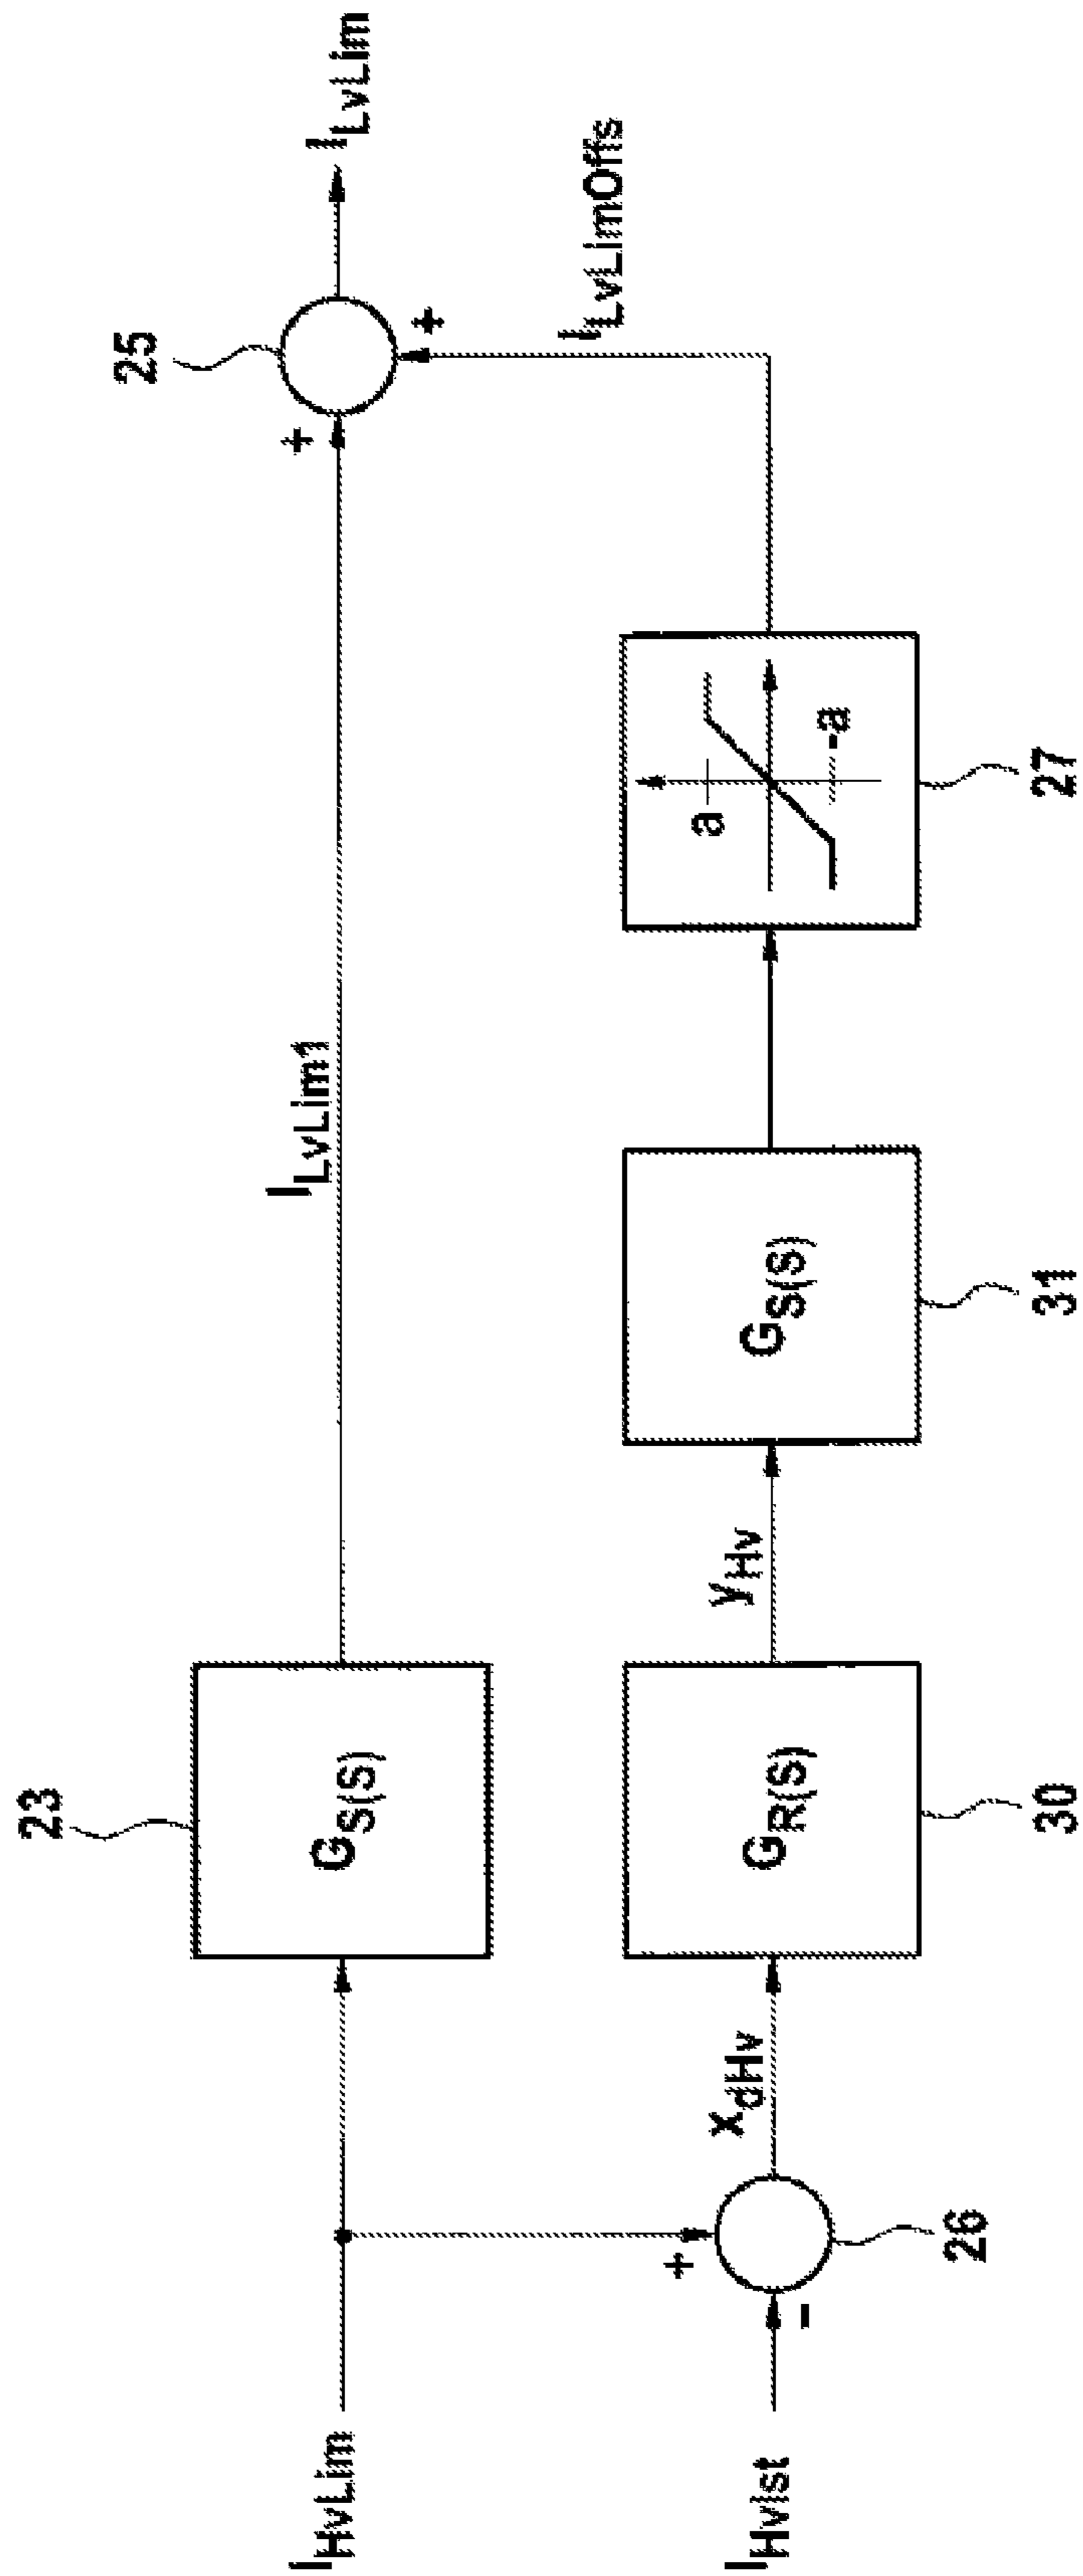 I_HvLim
23
G_S(S)
I_LvLim1
+
25
+
I_LvLim
I_LvLimOffs
I_HvIst
+
-
26
x_dHv
G_R(S)
30
y_Hv
G_S(S)
31
a
-a
27